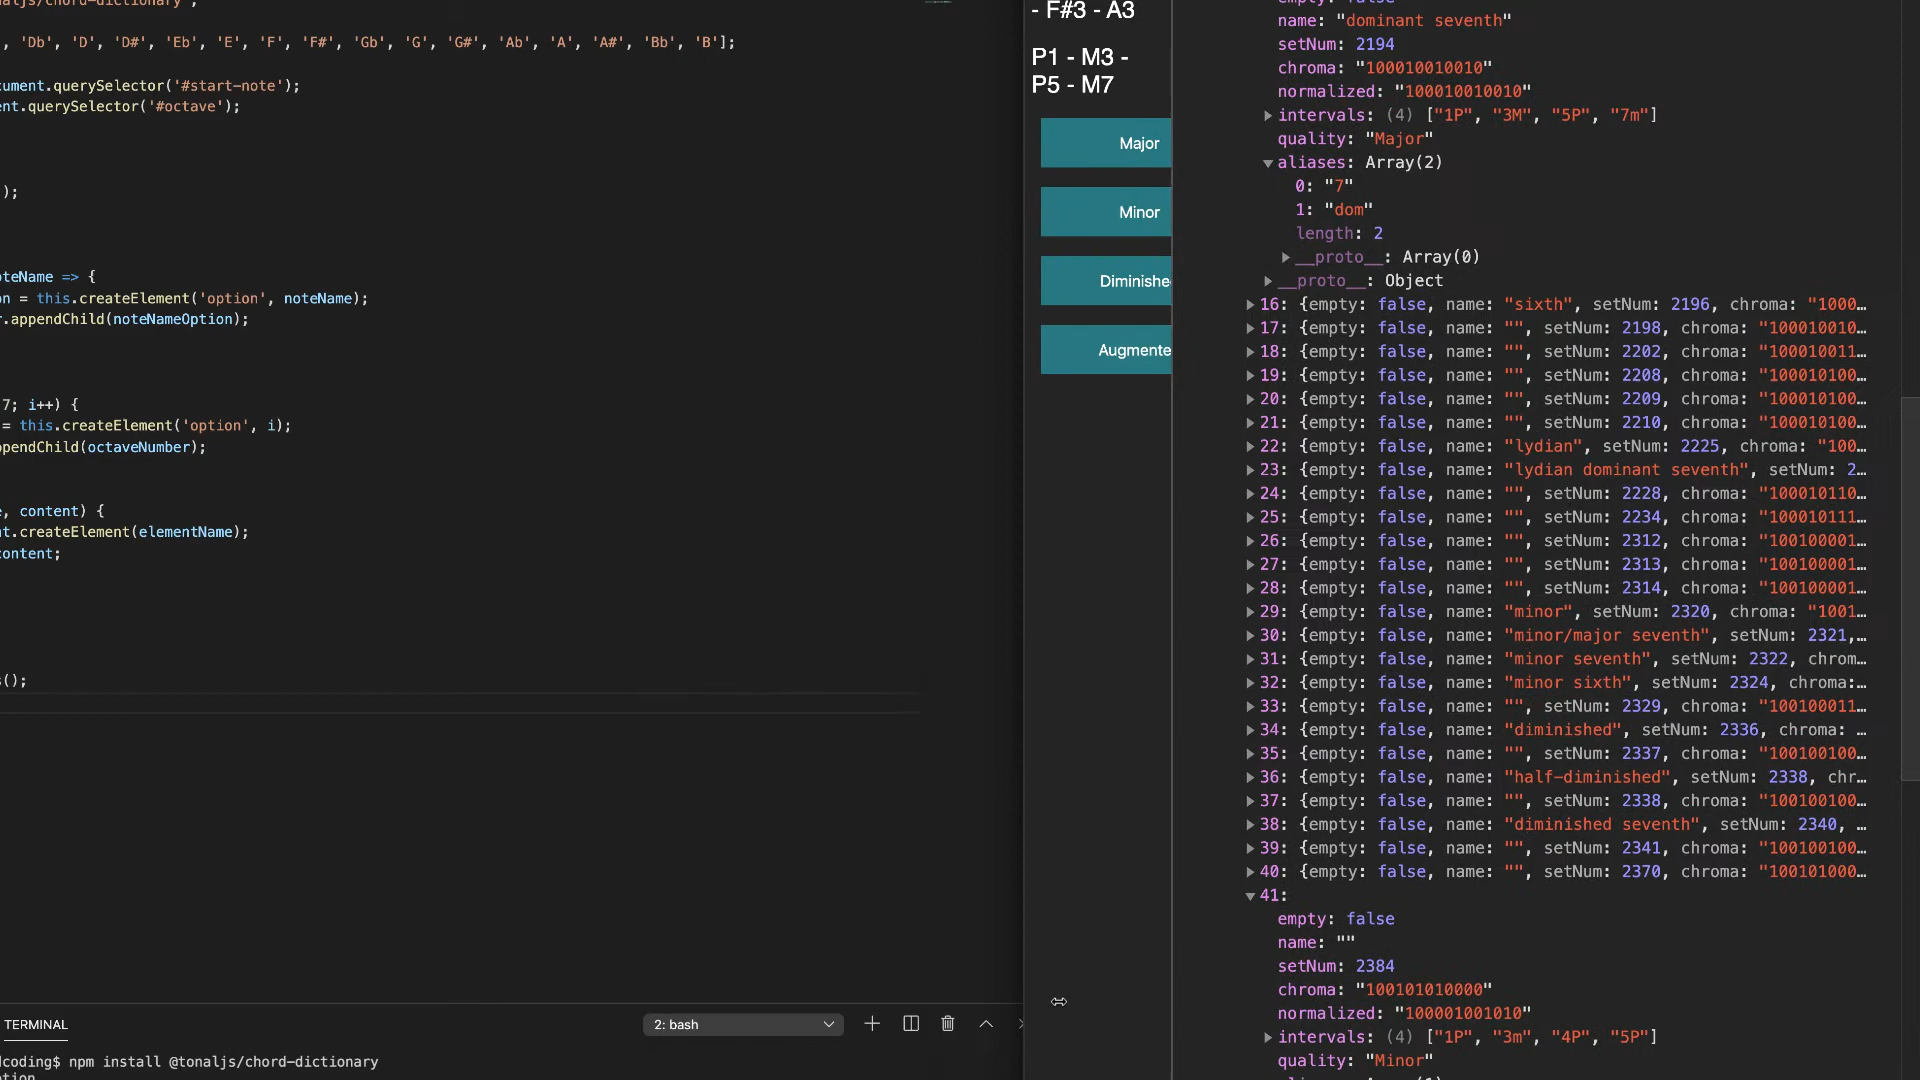 naljs/chord-dictionary',
, 'Db', 'D', 'D#', 'Eb', 'E', 'F', 'F#', 'Gb', 'G', 'G#', 'Ab', 'A', 'A#', 'Bb', 'B'];
ument.querySelector('#start-note');
ent.querySelector('#octave');
);
oteName => {
on = this.createElement('option', noteName);
r.appendChild(noteNameOption);
7; i++) {
= this.createElement('option', i);
ppendChild(octaveNumber);
e, content) {
nt.createElement(elementName);
content;
s();
TERMINAL
2: bash
dcoding$ npm install @tonaljs/chord-dictionary
- F#3 - A3
P1 - M3 -
P5 - M7
Major
Minor
Diminishe
Augmente
name: "dominant seventh"
setNum: 2194
chroma: "100010010010"
normalized: "100010010010"
intervals: (4) ["1P", "3M", "5P", "7m"]
quality: "Major"
aliases: Array(2)
0: "7"
1: "dom"
length: 2
__proto__: Array(0)
__proto__: Object
16: {empty: false, name: "sixth", setNum: 2196, chroma: "1000…
17: {empty: false, name: "", setNum: 2198, chroma: "100010010…
18: {empty: false, name: "", setNum: 2202, chroma: "100010011…
19: {empty: false, name: "", setNum: 2208, chroma: "100010100…
20: {empty: false, name: "", setNum: 2209, chroma: "100010100…
21: {empty: false, name: "", setNum: 2210, chroma: "100010100…
22: {empty: false, name: "lydian", setNum: 2225, chroma: "100…
23: {empty: false, name: "lydian dominant seventh", setNum: 2…
24: {empty: false, name: "", setNum: 2228, chroma: "100010110…
25: {empty: false, name: "", setNum: 2234, chroma: "100010111…
26: {empty: false, name: "", setNum: 2312, chroma: "100100001…
27: {empty: false, name: "", setNum: 2313, chroma: "100100001…
28: {empty: false, name: "", setNum: 2314, chroma: "100100001…
29: {empty: false, name: "minor", setNum: 2320, chroma: "1001…
30: {empty: false, name: "minor/major seventh", setNum: 2321,…
31: {empty: false, name: "minor seventh", setNum: 2322, chrom…
32: {empty: false, name: "minor sixth", setNum: 2324, chroma:…
33: {empty: false, name: "", setNum: 2329, chroma: "100100011…
34: {empty: false, name: "diminished", setNum: 2336, chroma: …
35: {empty: false, name: "", setNum: 2337, chroma: "100100100…
36: {empty: false, name: "half-diminished", setNum: 2338, chr…
37: {empty: false, name: "", setNum: 2338, chroma: "100100100…
38: {empty: false, name: "diminished seventh", setNum: 2340, …
39: {empty: false, name: "", setNum: 2341, chroma: "100100100…
40: {empty: false, name: "", setNum: 2370, chroma: "100101000…
41:
empty: false
name: ""
setNum: 2384
chroma: "100101010000"
normalized: "100001001010"
intervals: (4) ["1P", "3m", "4P", "5P"]
quality: "Minor"